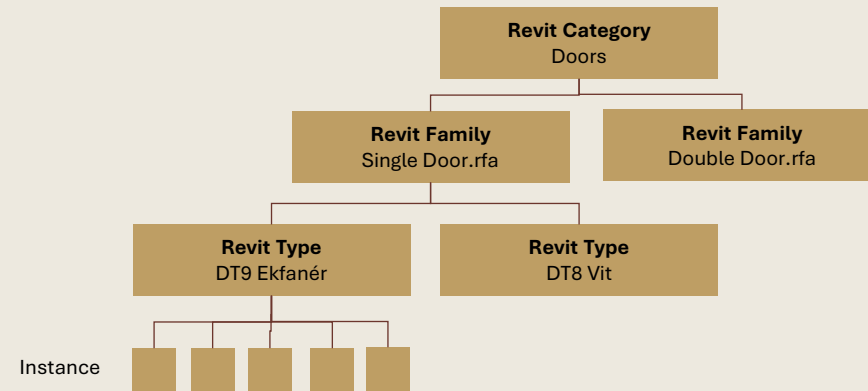 Revit Category
Doors
Revit Family
Single Door.rfa
Revit Family
Double Door.rfa
Revit Type
DT9 Ekfanér
Revit Type
DT8 Vit
Instance